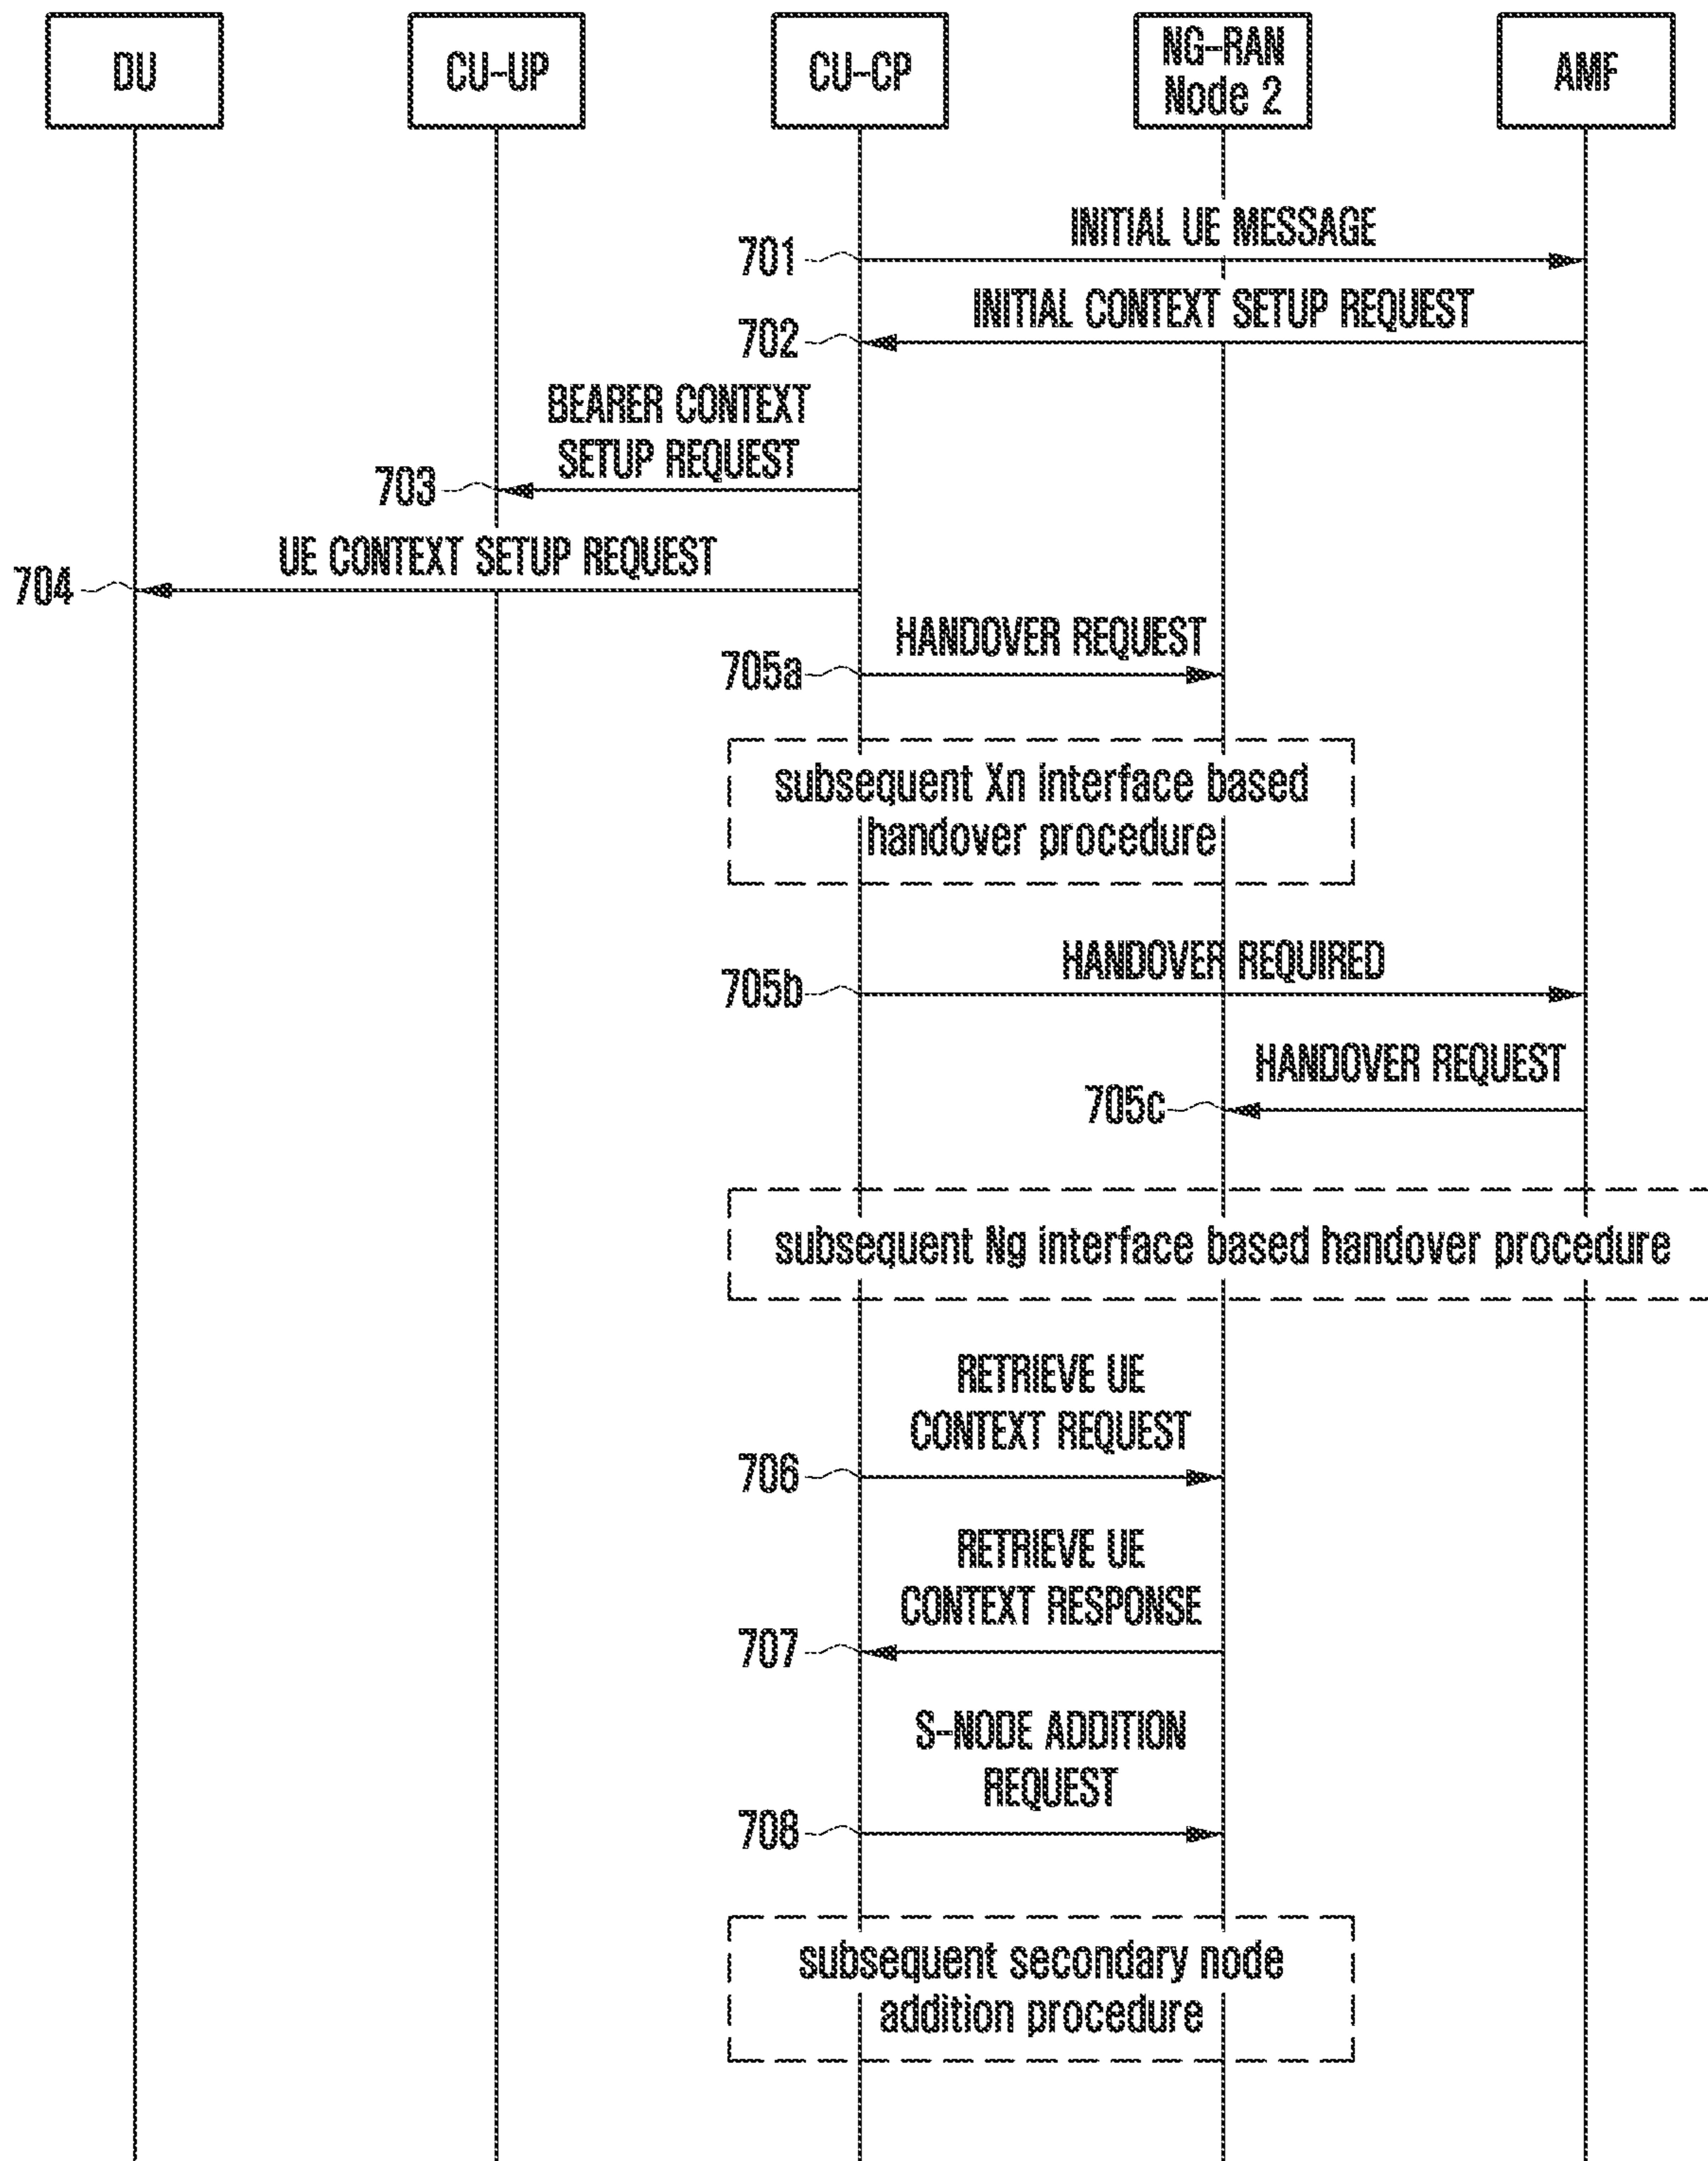 DU
CU-UP
CU-CP
NG-RAN
Node 2
AMF
INITIAL UE MESSAGE
701
INITIAL CONTEXT SETUP REQUEST
702
BEARER CONTEXT
SETUP REQUEST
703
UE CONTEXT SETUP REQUEST
704
HANDOVER REQUEST
705a
subsequent Xn interface based
handover procedure
HANDOVER REQUIRED
705b
HANDOVER REQUEST
705c
subsequent Ng interface based handover procedure
RETRIEVE UE
CONTEXT REQUEST
706
RETRIEVE UE
CONTEXT RESPONSE
707
S-NODE ADDITION
REQUEST
708
subsequent secondary node
addition procedure